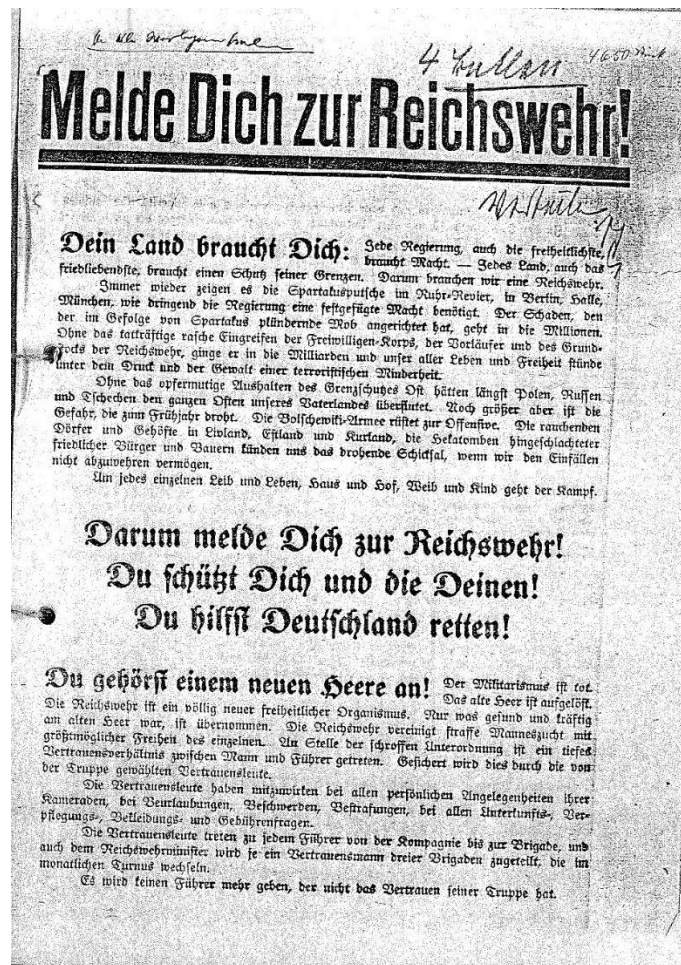 4650
Melde Dich zur Reichswehr!
Dein Land braucht Dich: Jede Regierung, auch die freiheitlichste,
braucht Macht. — Jedes Land, auch das
friedliebendste, braucht einen Schutz seiner Grenzen. Darum brauchen wir eine Reichswehr.
Immer wieder zeigen es die Spartakusputsche im Ruhr-Revier, in Berlin, Halle,
München, wie dringend die Regierung eine festgefügte Macht benötigt. Der Schaden, den
der im Gefolge von Spartakus plündernde Mob angerichtet hat, geht in die Millionen.
Ohne das tatkräftige rasche Eingreifen der Freiwilligen-Korps, der Vorläufer und des Grund-
stocks der Reichswehr, ginge er in die Milliarden und unser aller Leben und Freiheit stünde
unter dem Druck und der Gewalt einer terroristischen Minderheit.
Ohne das opfermutige Aushalten des Grenzschutzes Ost hätten längst Polen, Russen
und Tschechen den ganzen Osten unseres Vaterlandes überflutet. Noch größer aber ist die
Gefahr, die zum Frühjahr droht. Die Bolschewiki-Armee rüstet zur Offensive. Die rauchenden
Dörfer und Gehöfte in Livland, Estland und Kurland, die Hekatomben hingeschlachteter
friedlicher Bürger und Bauern künden uns das drohende Schicksal, wenn wir den Einfällen
nicht abzuwehren vermögen.
Um jedes einzelnen Leib und Leben, Haus und Hof, Weib und Kind geht der Kampf.
Darum melde Dich zur Reichswehr!
Du schützt Dich und die Deinen!
Du hilfst Deutschland retten!
Du gehörst einem neuen Heere an! Der Militarismus ist tot.
Das alte Heer ist aufgelöst.
Die Reichswehr ist ein völlig neuer freiheitlicher Organismus. Nur was gesund und kräftig
am alten Heer war, ist übernommen. Die Reichswehr vereinigt straffe Manneszucht mit
größtmöglicher Freiheit des einzelnen. An Stelle der schroffen Unterordnung ist ein tiefes
Vertrauensverhältnis zwischen Mann und Führer getreten. Gesichert wird dies durch die von
der Truppe gewählten Vertrauensleute.
Die Vertrauensleute haben mitzuwirken bei allen persönlichen Angelegenheiten ihrer
Kameraden, bei Beurlaubungen, Beschwerden, Bestrafungen, bei allen Unterkunfts-, Ver-
pflegungs-, Bekleidungs- und Gebührenfragen.
Die Vertrauensleute treten zu jedem Führer von der Kompagnie bis zur Brigade, und
auch dem Reichswehrminister wird je ein Vertrauensmann dreier Brigaden zugeteilt, die im
monatlichen Turnus wechseln.
Es wird keinen Führer mehr geben, der nicht das Vertrauen seiner Truppe hat.